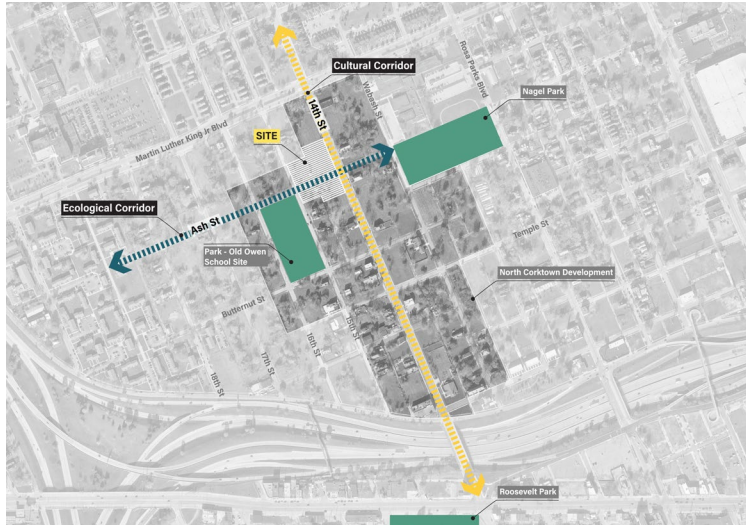 Cultural Corridor
Rosa Parks Blvd
Wabash St
Nagel Park
14th St
Martin Luther King Jr Blvd
SITE
Ecological Corridor
Ash St
Temple St
Park - Old Owen
School Site
North Corktown Development
Butternut St
15th St
16th St
17th St
18th St
Roosevelt Park